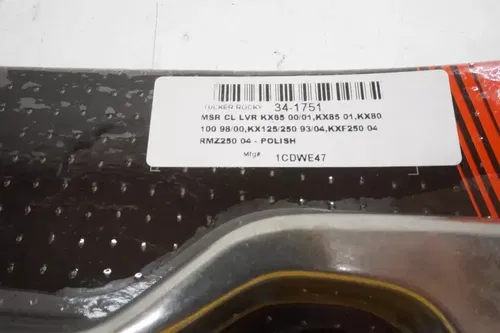 TUCKER ROCKY 34-1751
MSR CL LVR KX65 00/01,KX85 01,KX80
100 98/00,KX125/250 93/04,KXF250 04
RMZ250 04 - POLISH
Mfg# 1CDWE47